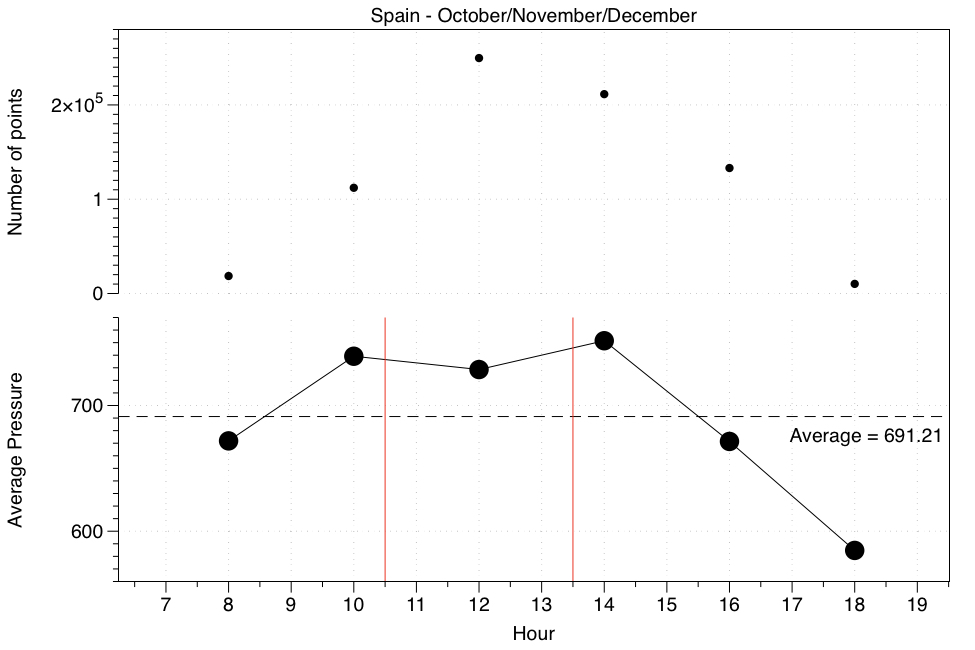 Spain - October/November/December
Number of points
2×10⁵
1
0
Average Pressure
700
600
Average = 691.21
7 8 9 10 11 12 13 14 15 16 17 18 19
Hour